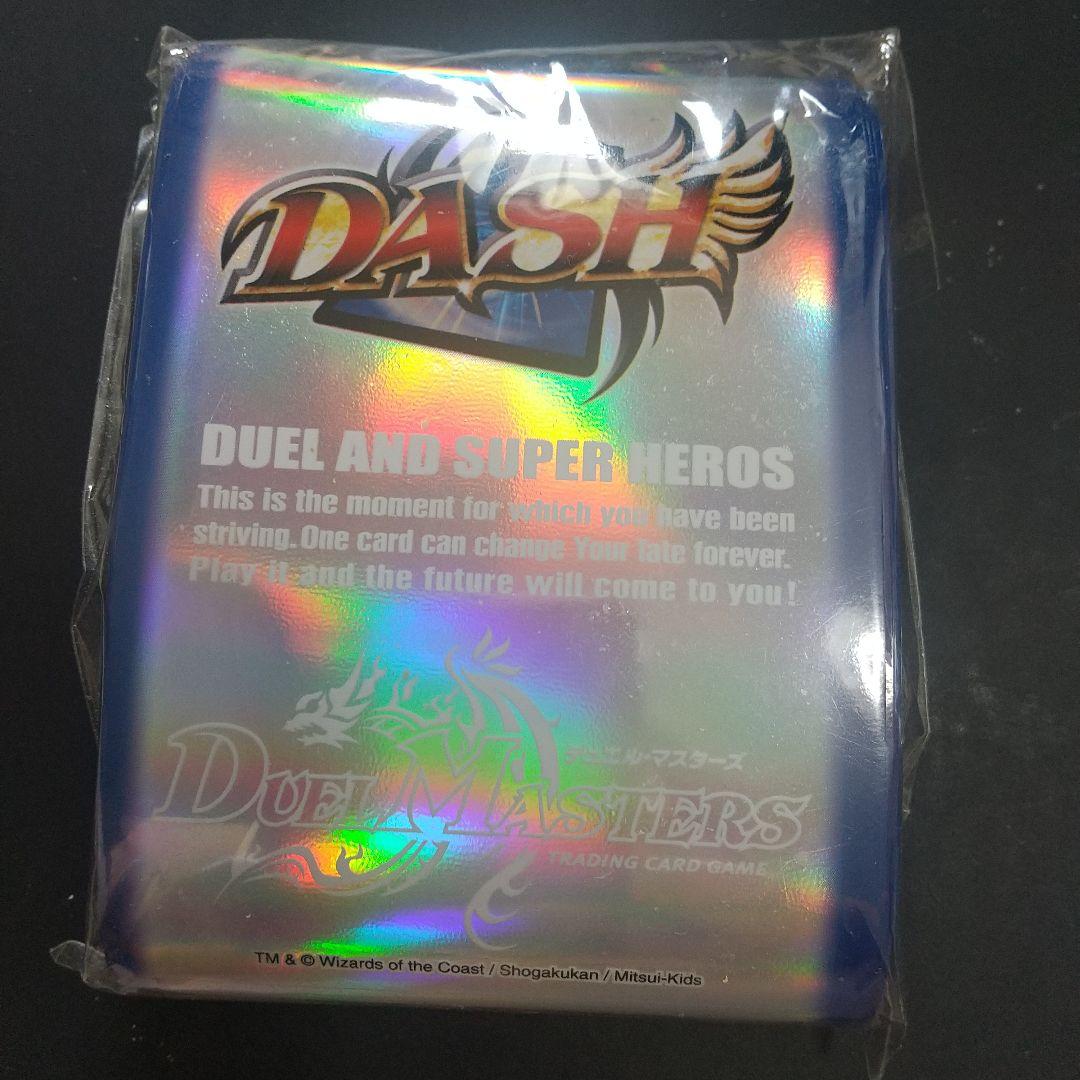 DASH
DUEL AND SUPER HEROS
This is the moment for which you have been
striving. One card can change Your fate forever.
Play it and the future will come to you!
デュエル・マスターズ
DUEL MASTERS
TRADING CARD GAME
TM & © Wizards of the Coast / Shogakukan / Mitsui-Kids